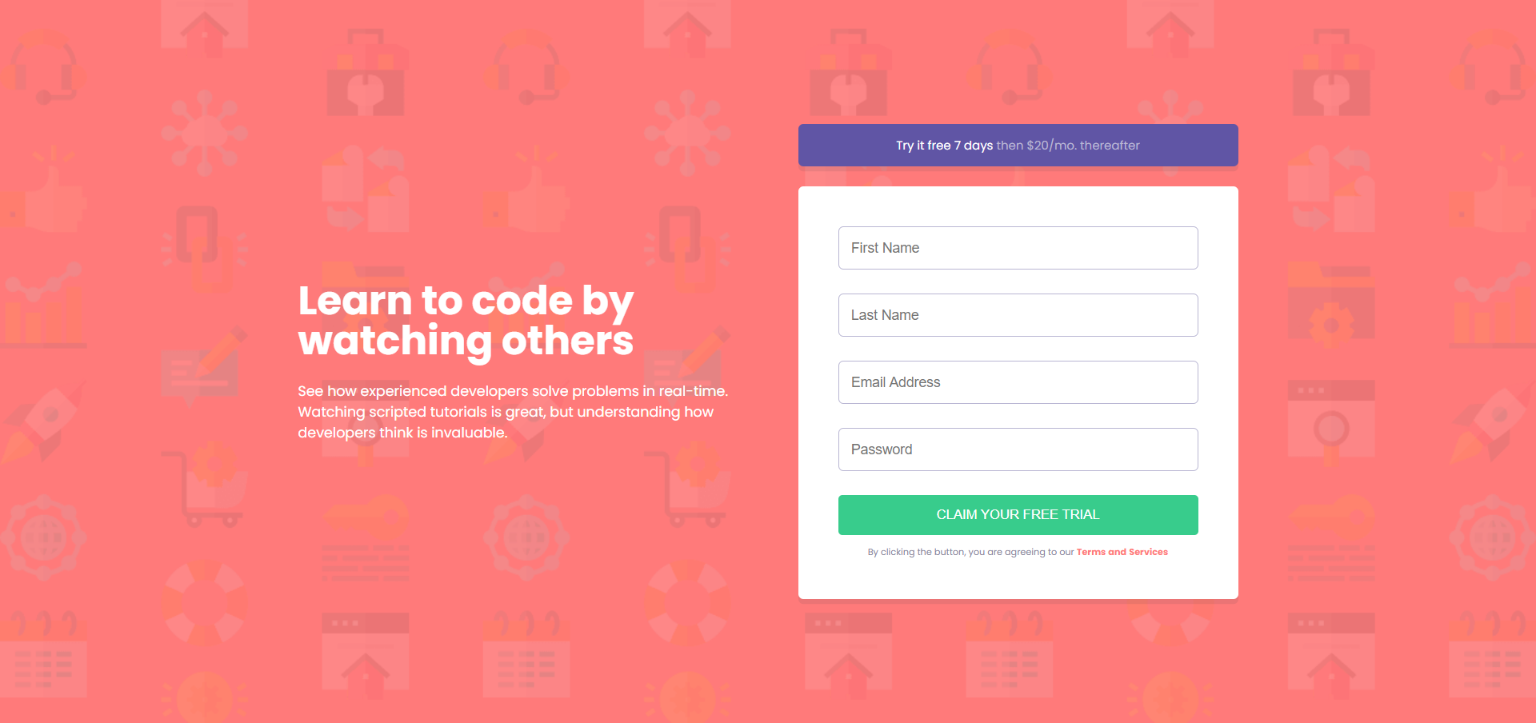 Learn to code by
watching others
See how experienced developers solve problems in real-time.
Watching scripted tutorials is great, but understanding how
developers think is invaluable.
Try it free 7 days then $20/mo. thereafter
First Name
Last Name
Email Address
Password
CLAIM YOUR FREE TRIAL
By clicking the button, you are agreeing to our Terms and Services